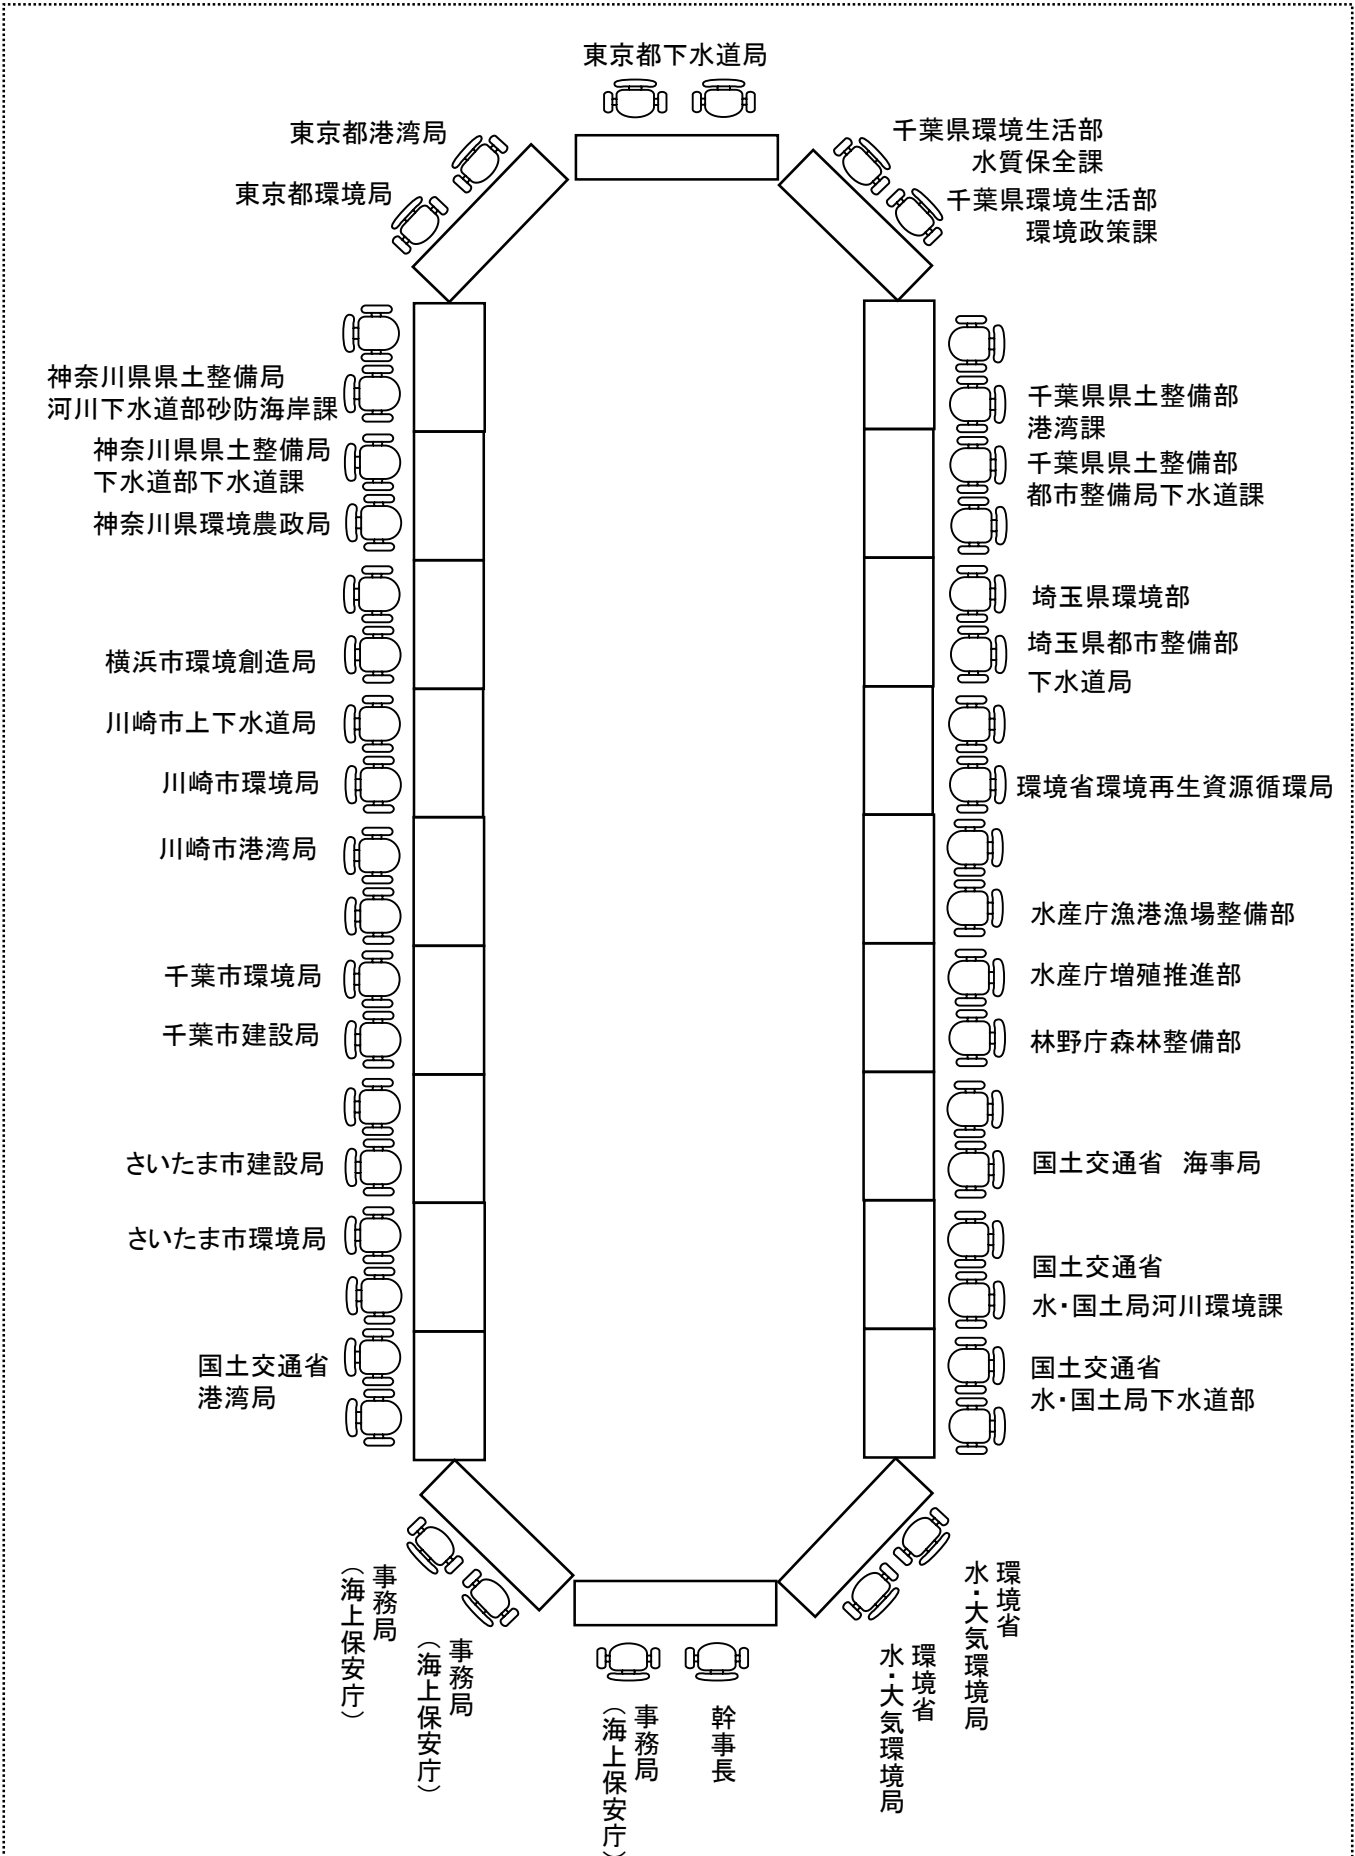 東京都下水道局
東京都港湾局
東京都環境局
千葉県環境生活部
水質保全課
千葉県環境生活部
環境政策課
神奈川県県土整備局
河川下水道部砂防海岸課
神奈川県県土整備局
下水道部下水道課
神奈川県環境農政局
横浜市環境創造局
川崎市上下水道局
川崎市環境局
川崎市港湾局
千葉市環境局
千葉市建設局
さいたま市建設局
さいたま市環境局
国土交通省
港湾局
千葉県県土整備部
港湾課
千葉県県土整備部
都市整備局下水道課
埼玉県環境部
埼玉県都市整備部
下水道局
環境省環境再生資源循環局
水産庁漁港漁場整備部
水産庁増殖推進部
林野庁森林整備部
国土交通省 海事局
国土交通省
水・国土局河川環境課
国土交通省
水・国土局下水道部
事務局
（海上保安庁）
事務局
（海上保安庁）
事務局
（海上保安庁）
幹事長
環境省
水・大気環境局
環境省
水・大気環境局